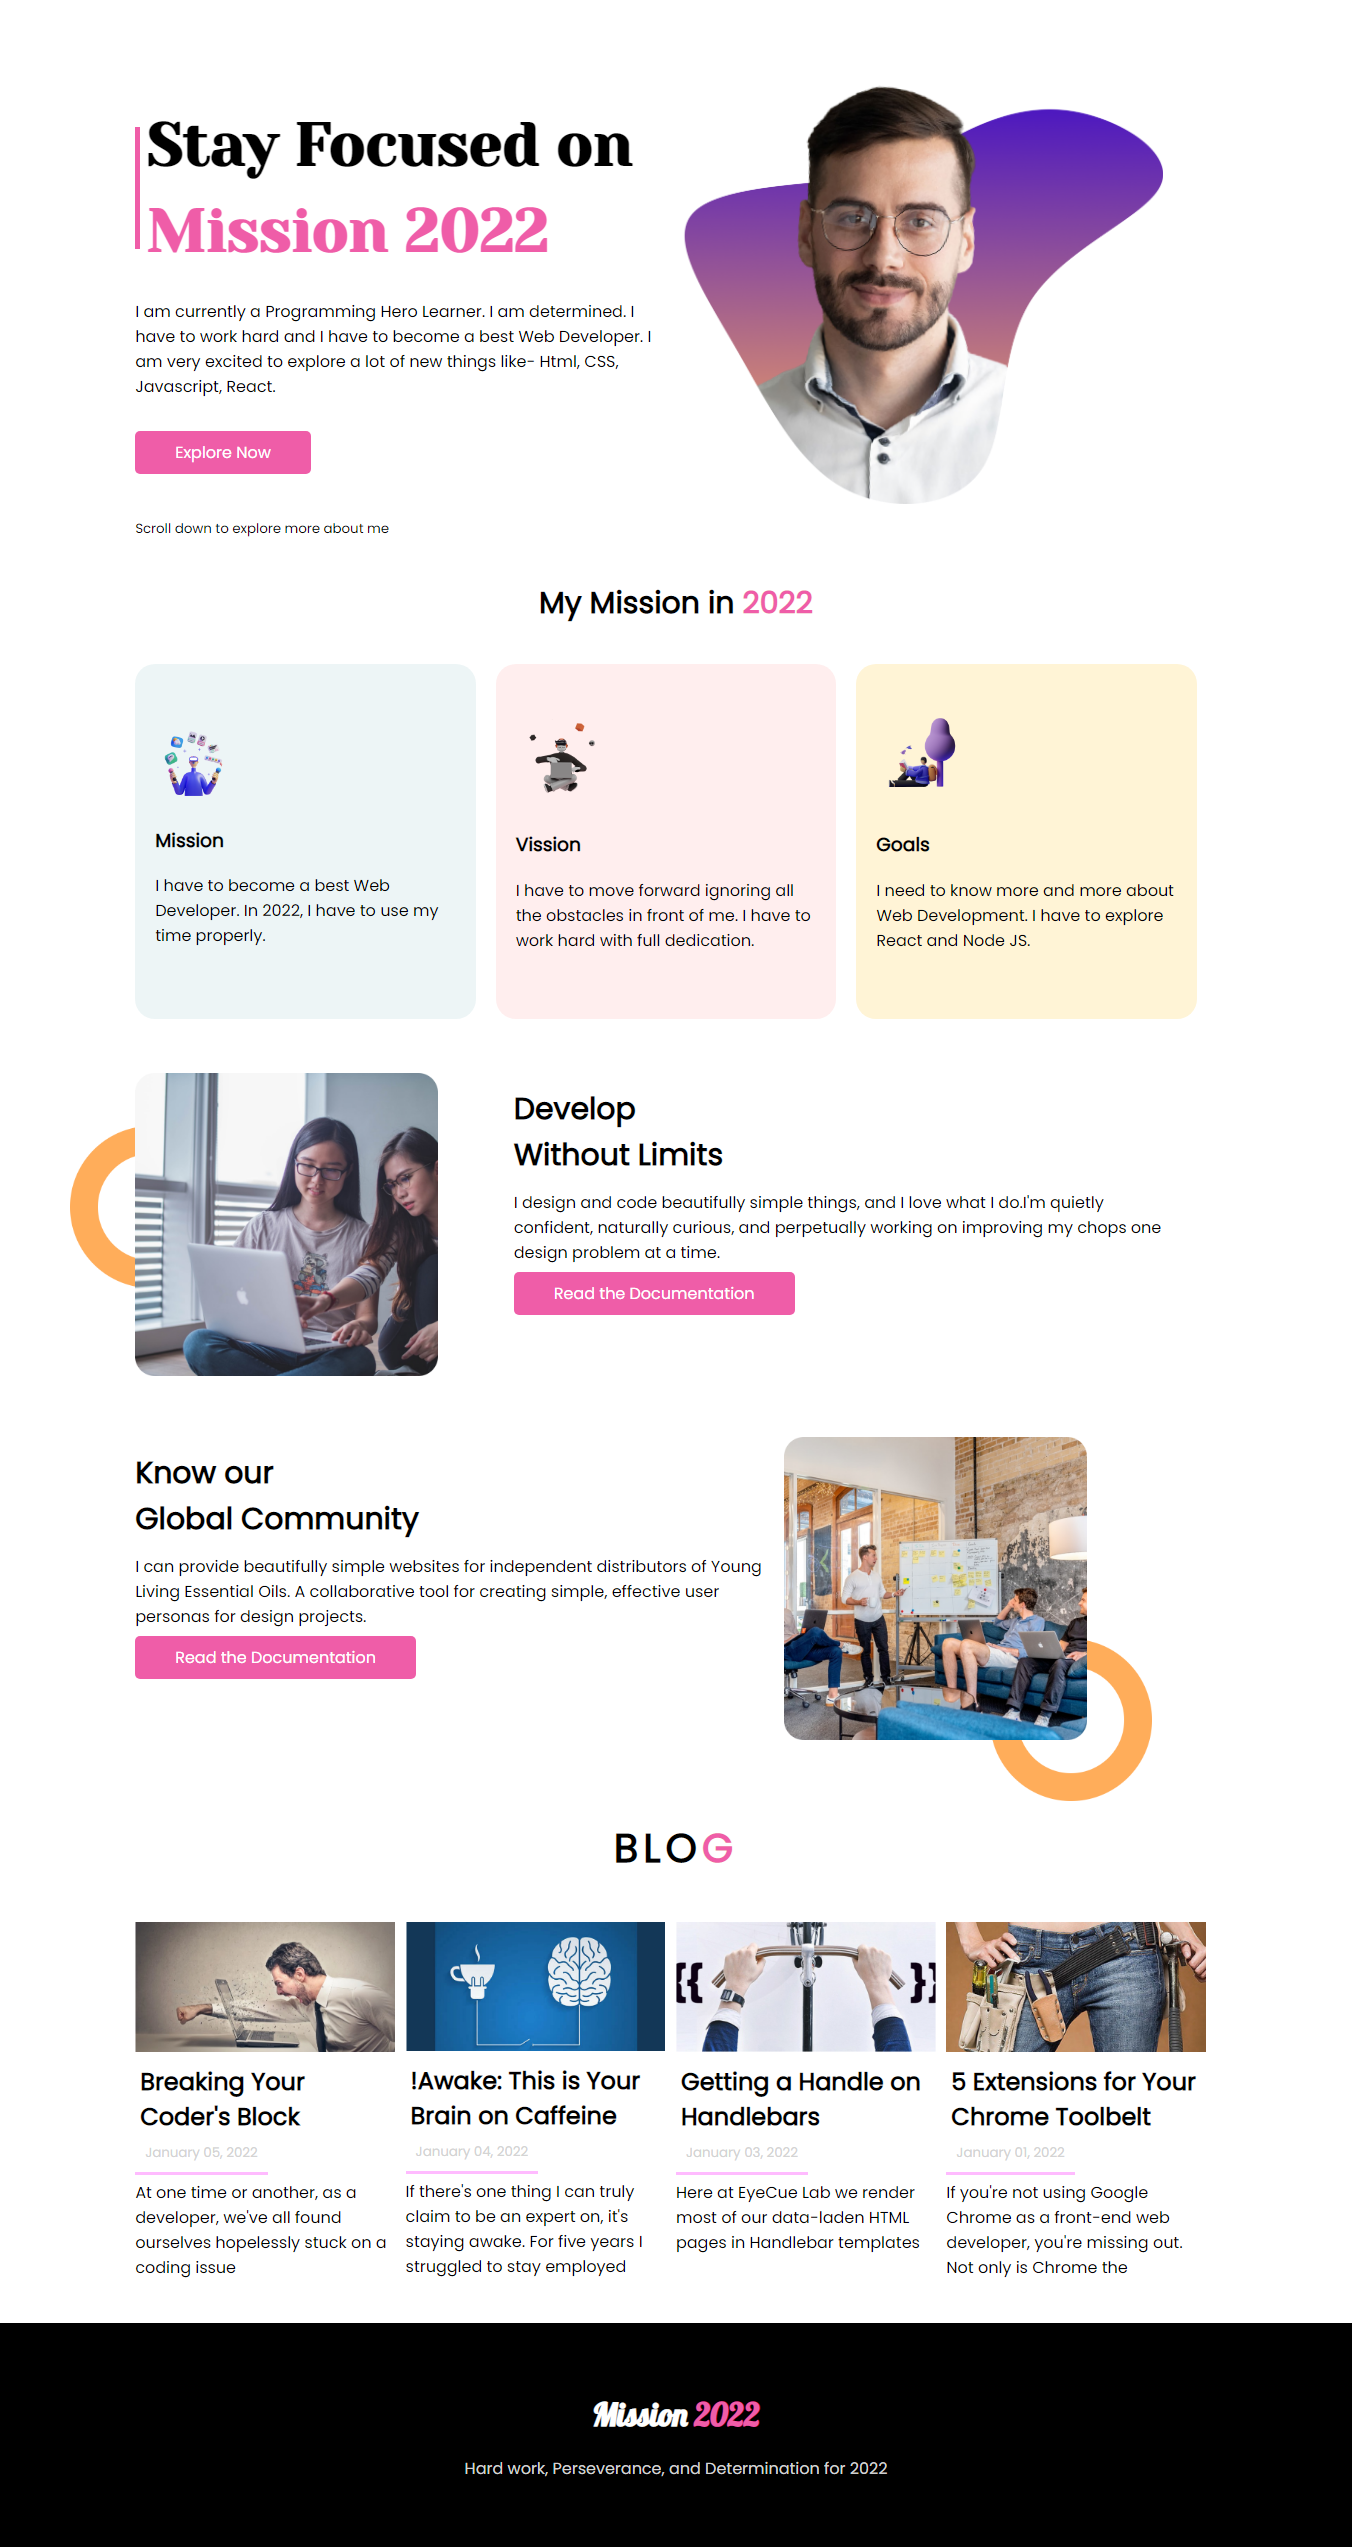 Stay Focused on
Mission 2022
I am currently a Programming Hero Learner. I am determined. I
have to work hard and I have to become a best Web Developer. I
am very excited to explore a lot of new things like- Html, CSS,
Javascript, React.
Explore Now
Scroll down to explore more about me
My Mission in 2022
Mission
I have to become a best Web
Developer. In 2022, I have to use my
time properly.
Vission
I have to move forward ignoring all
the obstacles in front of me. I have to
work hard with full dedication.
Goals
I need to know more and more about
Web Development. I have to explore
React and Node JS.
Develop
Without Limits
I design and code beautifully simple things, and I love what I do.I'm quietly
confident, naturally curious, and perpetually working on improving my chops one
design problem at a time.
Read the Documentation
Know our
Global Community
I can provide beautifully simple websites for independent distributors of Young
Living Essential Oils. A collaborative tool for creating simple, effective user
personas for design projects.
Read the Documentation
BLOG
Breaking Your
Coder's Block
January 05, 2022
At one time or another, as a
developer, we've all found
ourselves hopelessly stuck on a
coding issue
!Awake: This is Your
Brain on Caffeine
January 04, 2022
If there's one thing I can truly
claim to be an expert on, it's
staying awake. For five years I
struggled to stay employed
{{ }}
Getting a Handle on
Handlebars
January 03, 2022
Here at EyeCue Lab we render
most of our data-laden HTML
pages in Handlebar templates
5 Extensions for Your
Chrome Toolbelt
January 01, 2022
If you're not using Google
Chrome as a front-end web
developer, you're missing out.
Not only is Chrome the
Mission 2022
Hard work, Perseverance, and Determination for 2022